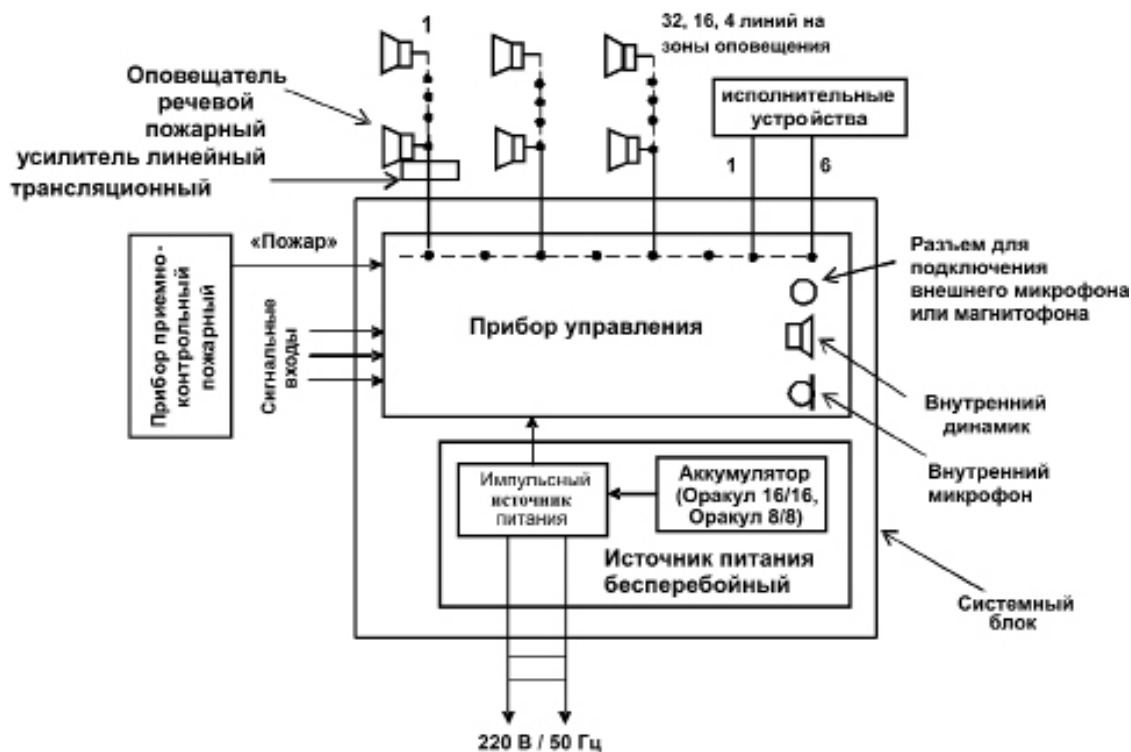 1
32, 16, 4 линий на
зоны оповещения
Оповещатель
речевой
пожарный
усилитель линейный
трансляционный
исполнительные
устройства
1
6
«Пожар»
Прибор приемно-
контрольный
пожарный
Сигнальные
входы
Прибор управления
Разъем для
подключения
внешнего микрофона
или магнитофона
Внутренний
динамик
Внутренний
микрофон
Импульсный
источник
питания
Аккумулятор
(Оракул 16/16,
Оракул 8/8)
Источник питания
бесперебойный
Системный
блок
220 В / 50 Гц